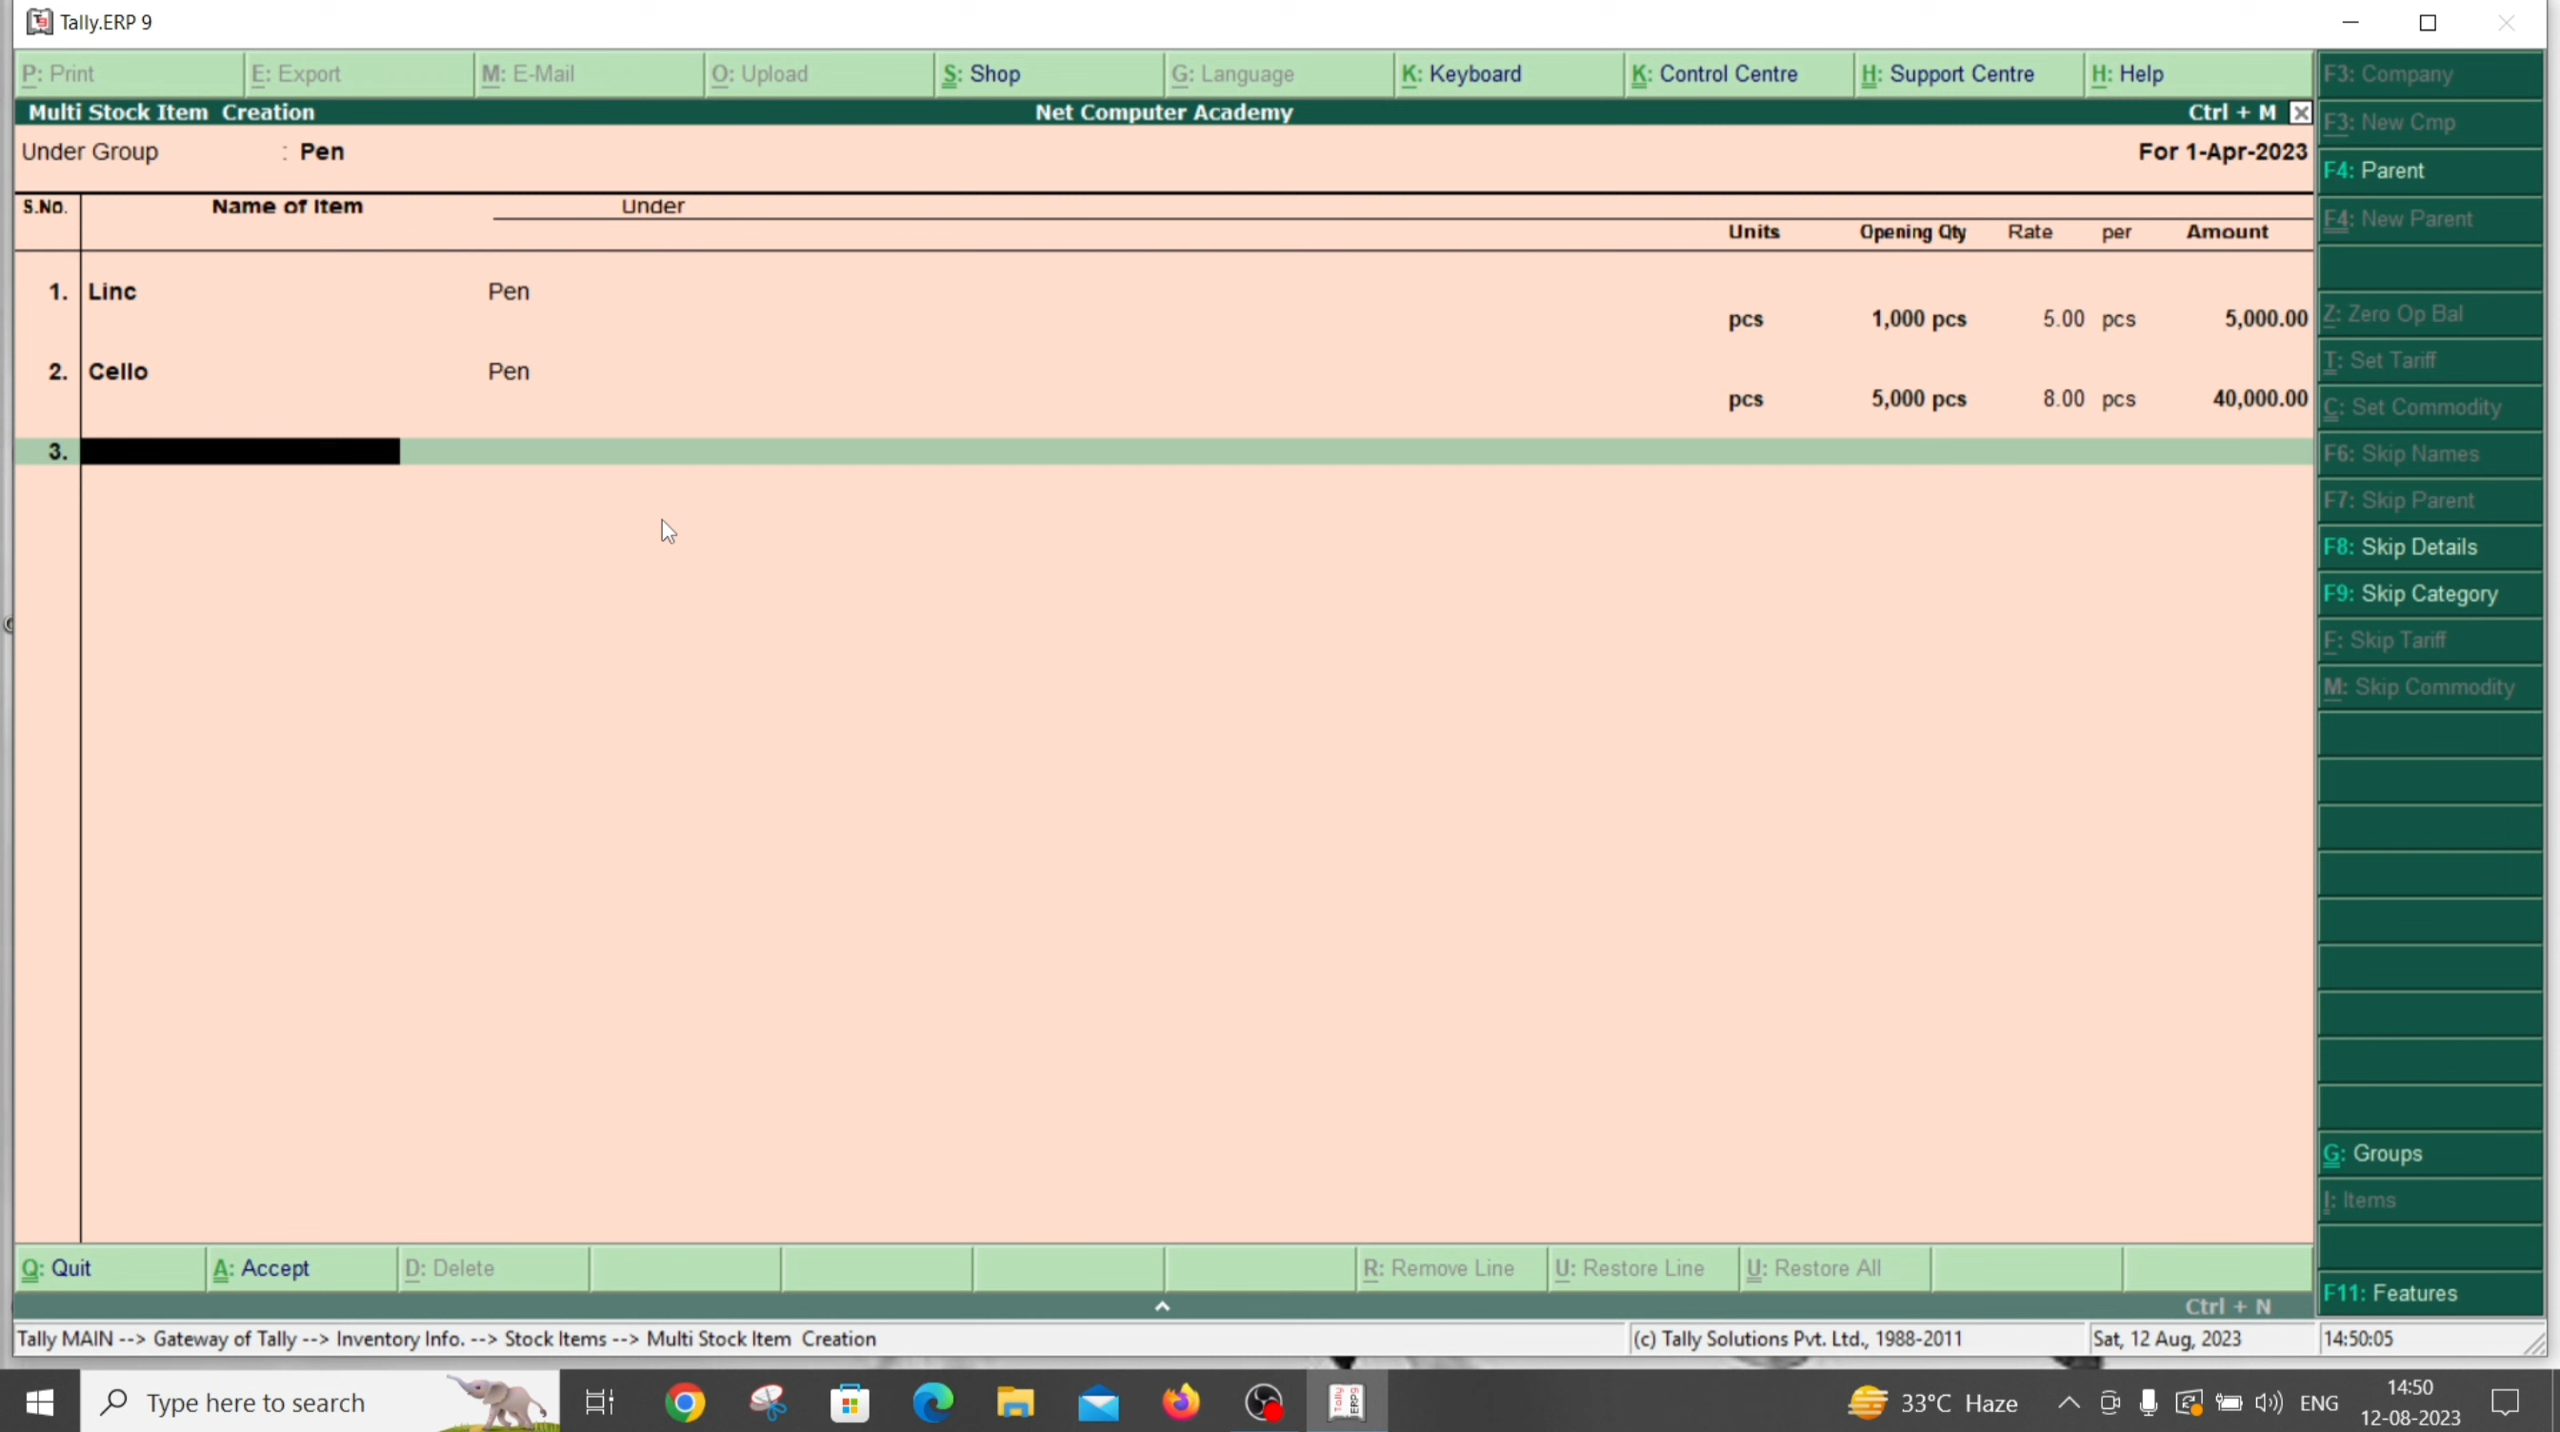 Tally.ERP 9
P: Print E: Export M: E-Mail O: Upload S: Shop G: Language K: Keyboard K: Control Centre H: Support Centre H: Help
F3: Company
Multi Stock Item Creation Net Computer Academy Ctrl + M
F3: New Cmp
Under Group : Pen For 1-Apr-2023
F4: Parent
S.No. Name of Item Under
F4: New Parent
Units Opening Qty Rate per Amount
1. Linc Pen
pcs 1,000 pcs 5.00 pcs 5,000.00
Z: Zero Op Bal
T: Set Tariff
2. Cello Pen
pcs 5,000 pcs 8.00 pcs 40,000.00
C: Set Commodity
3.
F6: Skip Names
F7: Skip Parent
F8: Skip Details
F9: Skip Category
F: Skip Tariff
M: Skip Commodity
G: Groups
I: Items
Q: Quit A: Accept D: Delete R: Remove Line U: Restore Line U: Restore All
F11: Features
Ctrl + N
Tally MAIN --> Gateway of Tally --> Inventory Info. --> Stock Items --> Multi Stock Item Creation (c) Tally Solutions Pvt. Ltd., 1988-2011 Sat, 12 Aug, 2023 14:50:05
Type here to search
Tally ERP9
33°C Haze ENG
14:50
12-08-2023